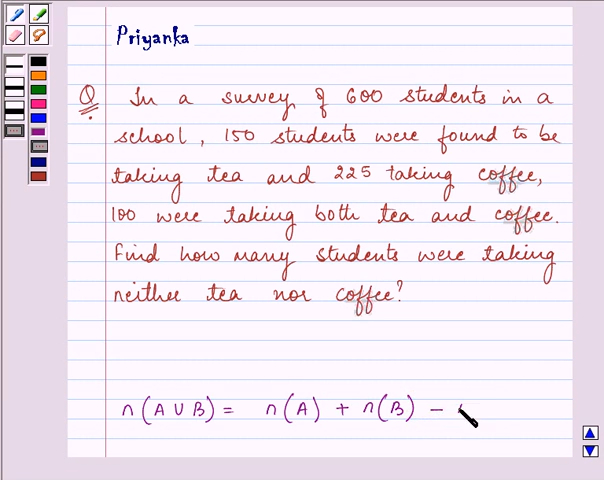 Priyanka
Q In a survey of 600 students in a
school, 150 students were found to be
taking tea and 225 taking coffee,
100 were taking both tea and coffee.
Find how many students were taking
neither tea nor coffee?
n(A ∪ B) = n(A) + n(B) -